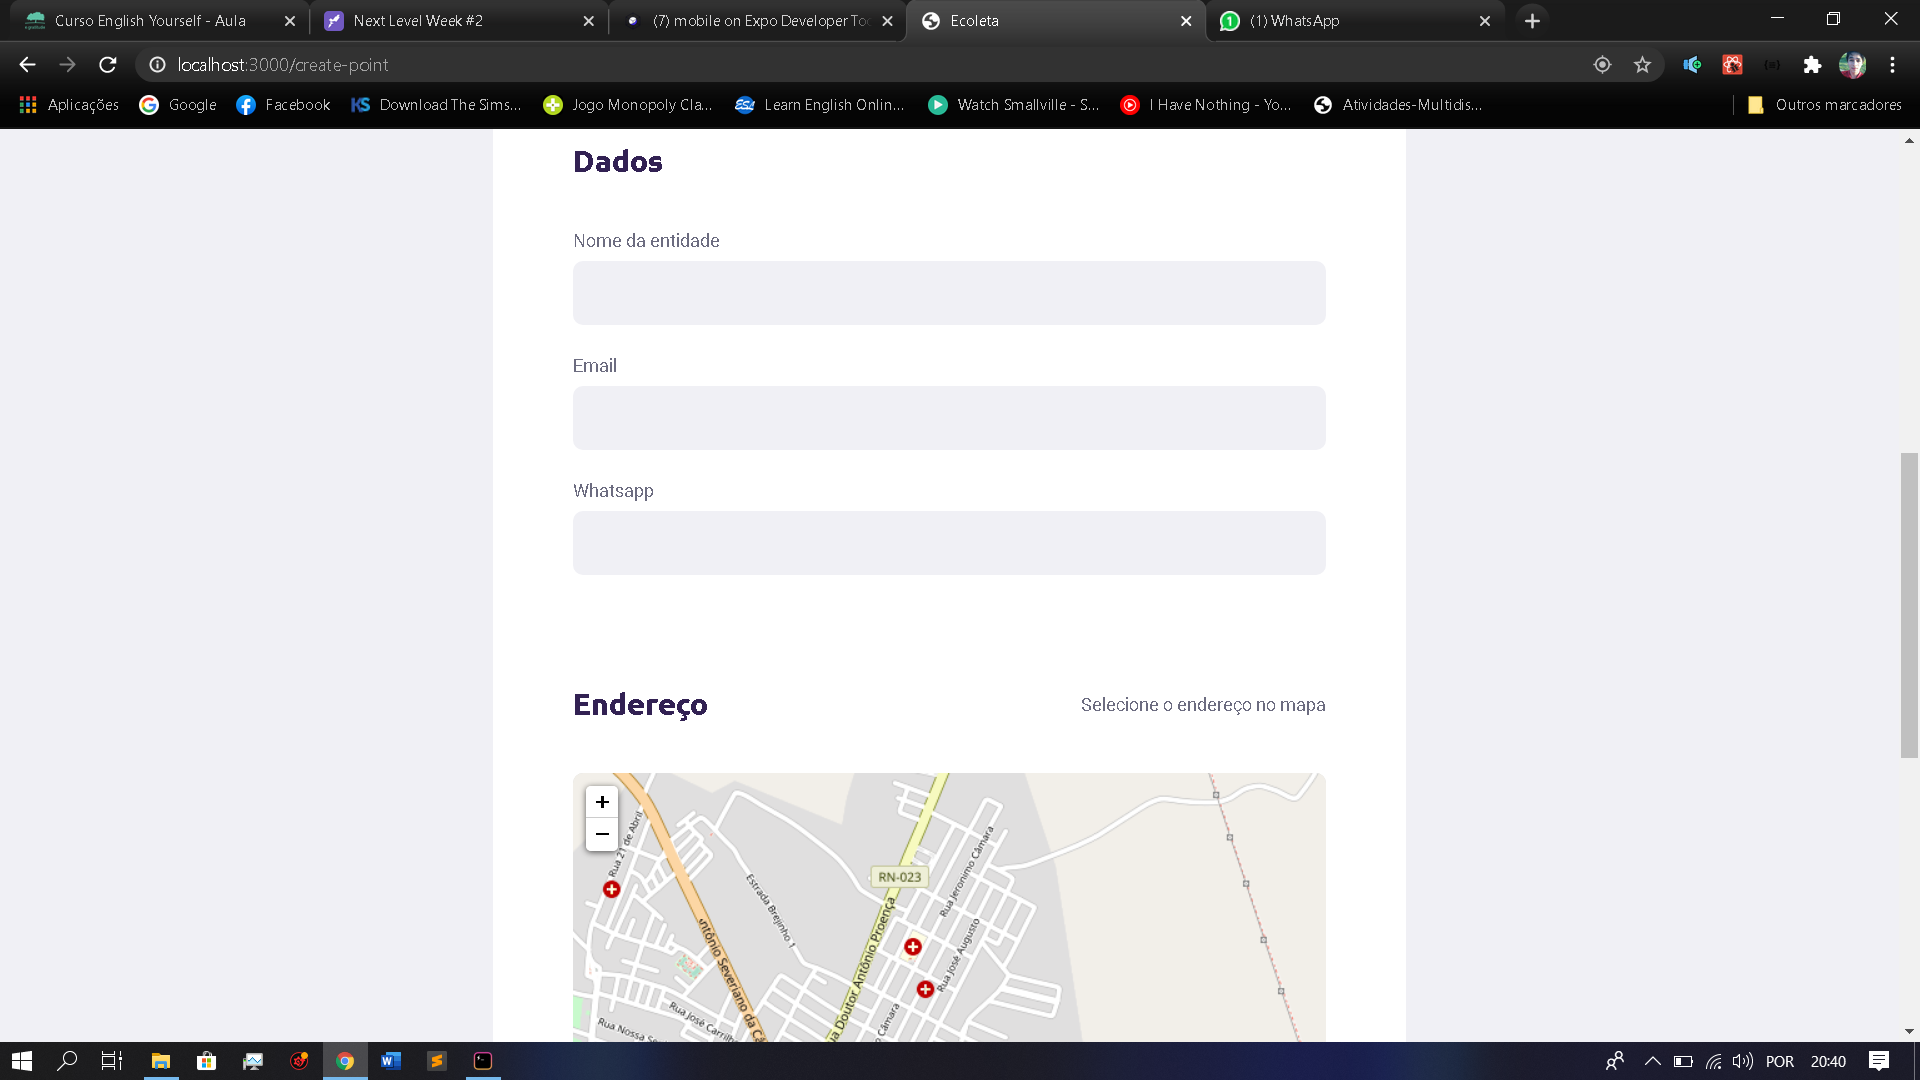 Curso English Yourself - Aula
Next Level Week #2
(7) mobile on Expo Developer Too
Ecoleta
(1) WhatsApp
localhost:3000/create-point
Aplicações
Google
Facebook
Download The Sims...
Jogo Monopoly Cla...
Learn English Onlin...
Watch Smallville - S...
I Have Nothing - Yo...
Atividades-Multidis...
Outros marcadores
Dados
Nome da entidade
Email
Whatsapp
Endereço
Selecione o endereço no mapa
+
−
Rua 21 de Abril
RN-023
Rua Jeronimo Câmara
Estrada Brejinho 1
Rua José Augusto
ntônio Severiano da Câ
a Doutor Antônio Proença
Câmara
Rua José Carrilh
Rua Nossa Se
POR
20:40